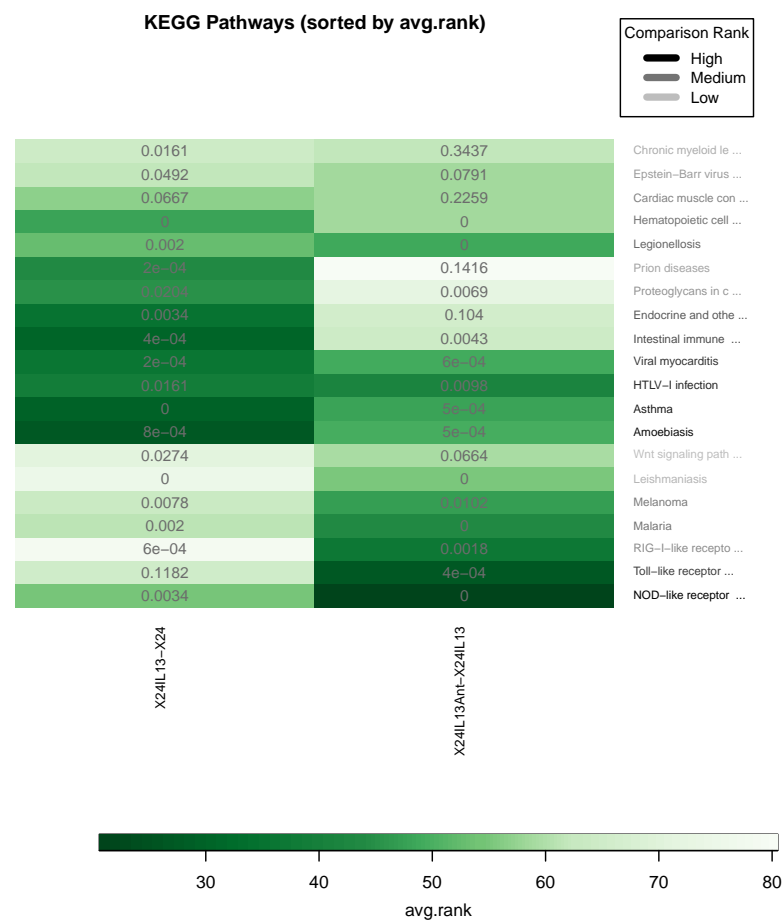 KEGG Pathways (sorted by avg.rank)
Comparison Rank
High
Medium
Low
0.0161 0.3437 Chronic myeloid le ...
0.0492 0.0791 Epstein−Barr virus ...
0.0667 0.2259 Cardiac muscle con ...
0 0 Hematopoietic cell ...
0.002 0 Legionellosis
2e−04 0.1416 Prion diseases
0.0069 Proteoglycans in c ...
0.0034 0.104 Endocrine and othe ...
4e−04 0.0043 Intestinal immune ...
2e−04 6e−04 Viral myocarditis
0.0161 0.0098 HTLV−I infection
0 5e−04 Asthma
8e−04 5e−04 Amoebiasis
0.0274 0.0664 Wnt signaling path ...
0 0 Leishmaniasis
0.0078 0.0102 Melanoma
0.002 0 Malaria
6e−04 0.0018 RIG−I−like recepto ...
0.1182 4e−04 Toll−like receptor ...
0.0034 0 NOD−like receptor ...
X24IL13−X24
X24IL13Ant−X24IL13
30 40 50 60 70 80
avg.rank